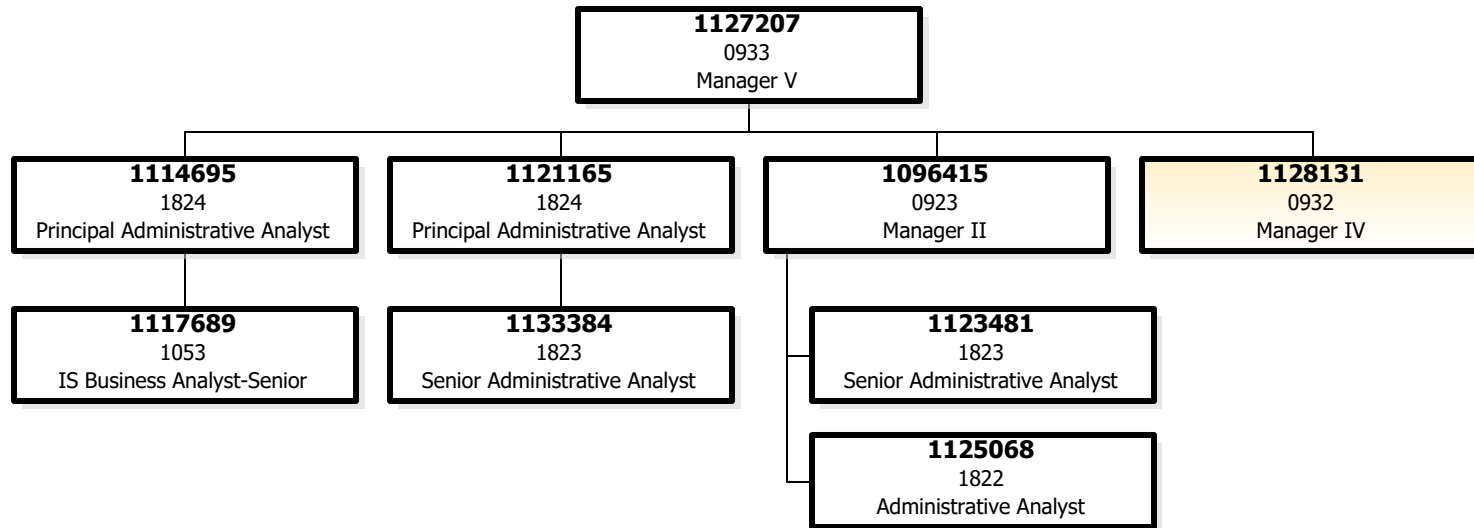 1127207
0933
Manager V
1114695
1824
Principal Administrative Analyst
1121165
1824
Principal Administrative Analyst
1096415
0923
Manager II
1128131
0932
Manager IV
1117689
1053
IS Business Analyst-Senior
1133384
1823
Senior Administrative Analyst
1123481
1823
Senior Administrative Analyst
1125068
1822
Administrative Analyst